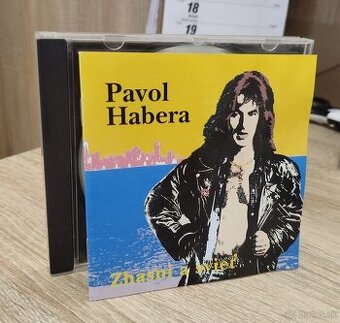 18
19
Pavol
Habera
Zhasni a svieť